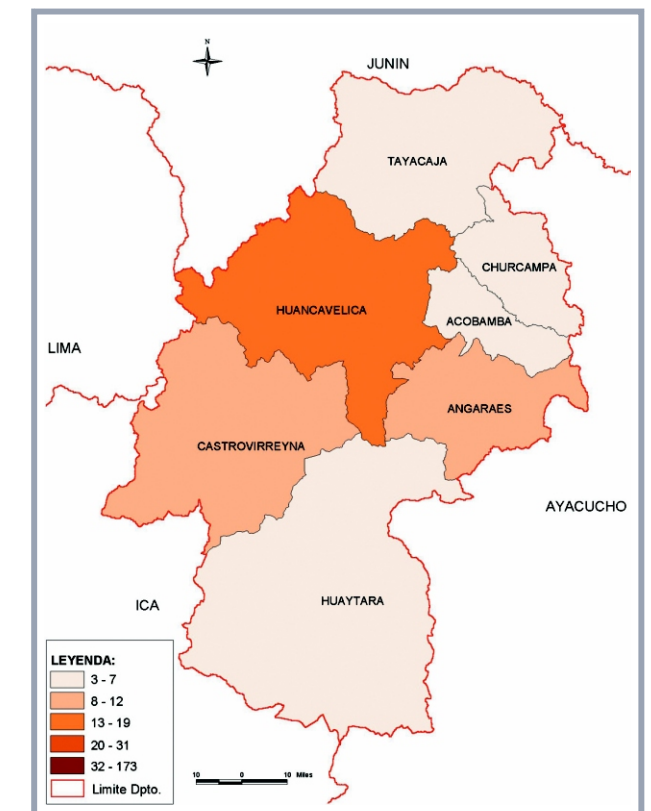 N
JUNIN
TAYACAJA
CHURCAMPA
HUANCAVELICA
ACOBAMBA
LIMA
ANGARAES
CASTROVIRREYNA
AYACUCHO
HUAYTARA
ICA
LEYENDA:
3 - 7
8 - 12
13 - 19
20 - 31
32 - 173
Limite Dpto.
10 0 10 Miles